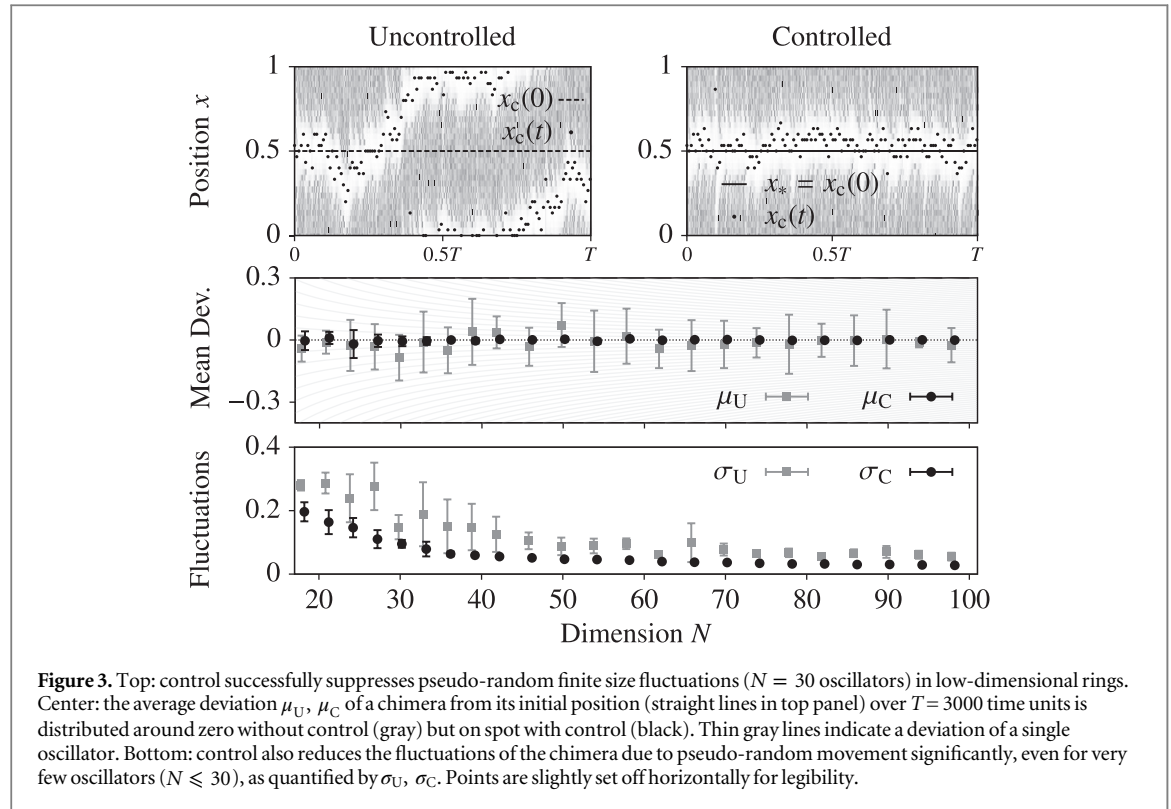 Uncontrolled
Controlled
Position x
1
0.5
0
x_c(0)
x_c(t)
0
0.5T
T
1
0.5
0
x_* = x_c(0)
x_c(t)
0
0.5T
T
Mean Dev.
0.3
0
−0.3
μ_U
μ_C
Fluctuations
0.4
0.2
0
σ_U
σ_C
20 30 40 50 60 70 80 90 100
Dimension N
Figure 3. Top: control successfully suppresses pseudo-random finite size fluctuations (N = 30 oscillators) in low-dimensional rings.
Center: the average deviation μ_U, μ_C of a chimera from its initial position (straight lines in top panel) over T = 3000 time units is
distributed around zero without control (gray) but on spot with control (black). Thin gray lines indicate a deviation of a single
oscillator. Bottom: control also reduces the fluctuations of the chimera due to pseudo-random movement significantly, even for very
few oscillators (N ⩽ 30), as quantified by σ_U, σ_C. Points are slightly set off horizontally for legibility.